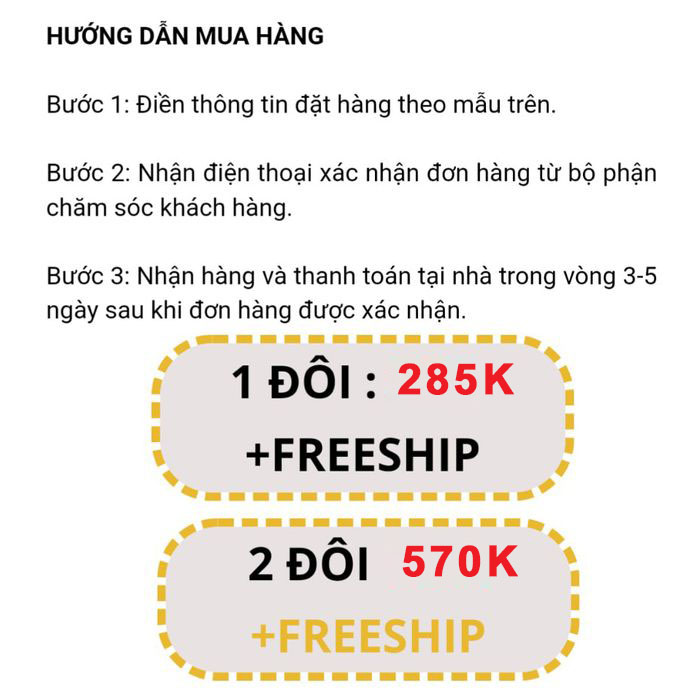 HƯỚNG DẪN MUA HÀNG
Bước 1: Điền thông tin đặt hàng theo mẫu trên.
Bước 2: Nhận điện thoại xác nhận đơn hàng từ bộ phận
chăm sóc khách hàng.
Bước 3: Nhận hàng và thanh toán tại nhà trong vòng 3-5
ngày sau khi đơn hàng được xác nhận.
1 ĐÔI : 285K
+FREESHIP
2 ĐÔI 570K
+FREESHIP